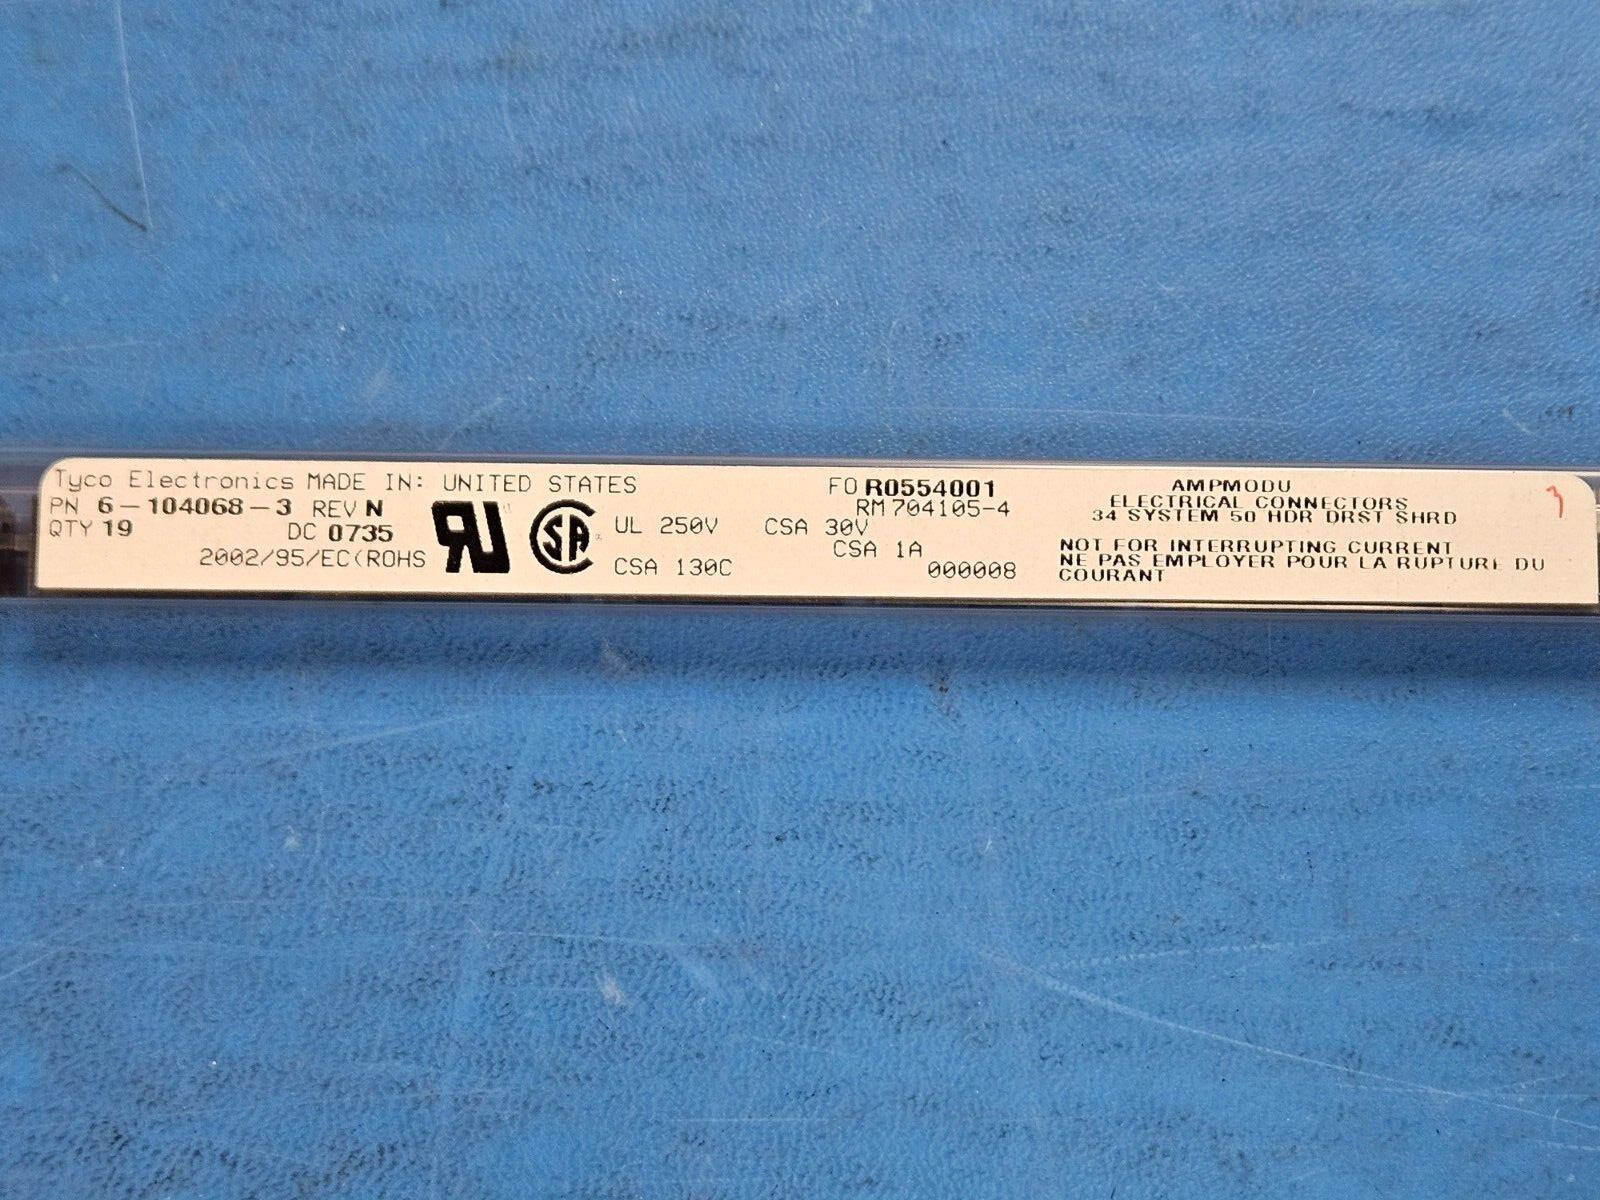 Tyco Electronics MADE IN: UNITED STATES
PN 6-104068-3 REV N
QTY 19 DC 0735
2002/95/EC(ROHS
UL 250V CSA 30V
CSA 1A
CSA 130C
FO R0554001
RM 704105-4
000008
AMPMODU
ELECTRICAL CONNECTORS
34 SYSTEM 50 HDR DRST SHRD
NOT FOR INTERRUPTING CURRENT
NE PAS EMPLOYER POUR LA RUPTURE DU
COURANT
3